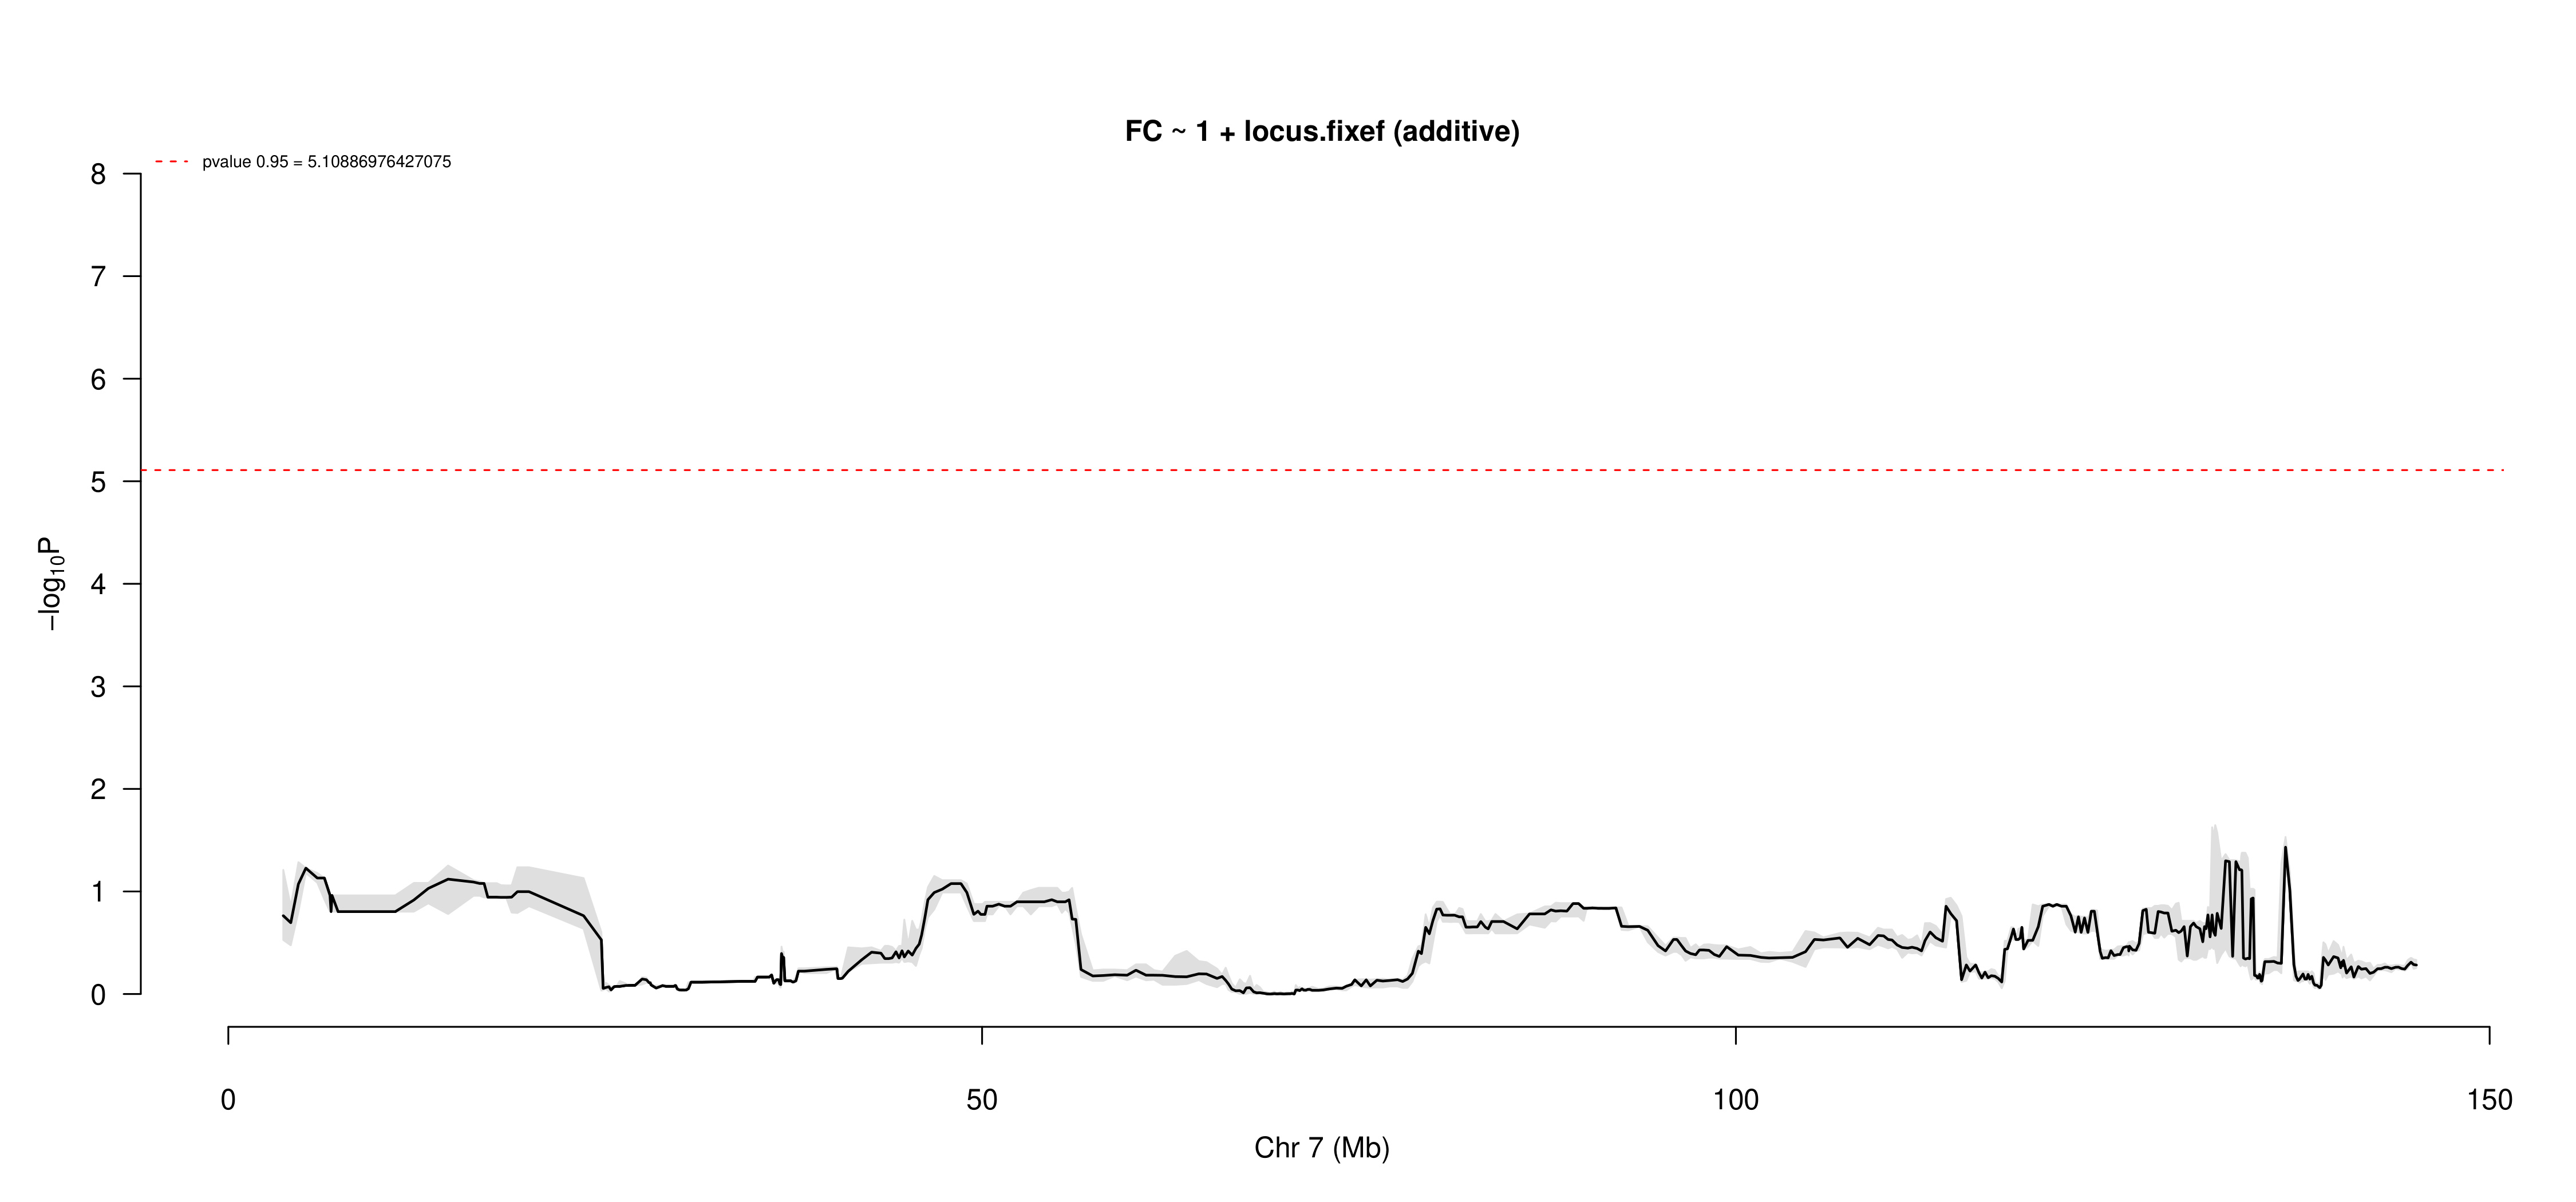 FC ~ 1 + locus.fixef (additive)
pvalue 0.95 = 5.10886976427075
8
7
6
5
4
3
2
1
0
−log10P
0 50 100 150
Chr 7 (Mb)